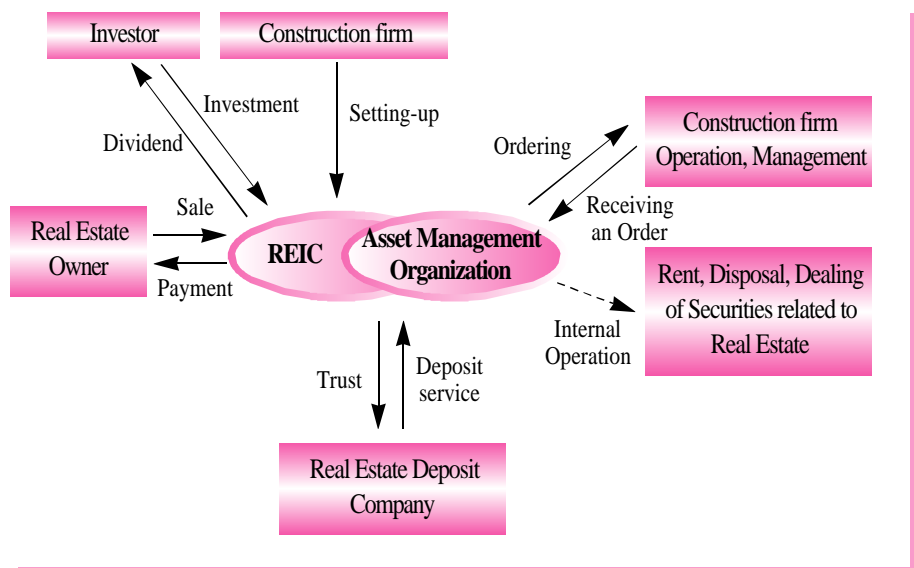 Investor
Construction firm
Investment
Dividend
Setting-up
Ordering
Construction firm
Operation, Management
Receiving
an Order
Real Estate
Owner
Sale
Payment
REIC
Asset Management
Organization
Internal
Operation
Rent, Disposal, Dealing
of Securities related to
Real Estate
Trust
Deposit
service
Real Estate Deposit
Company